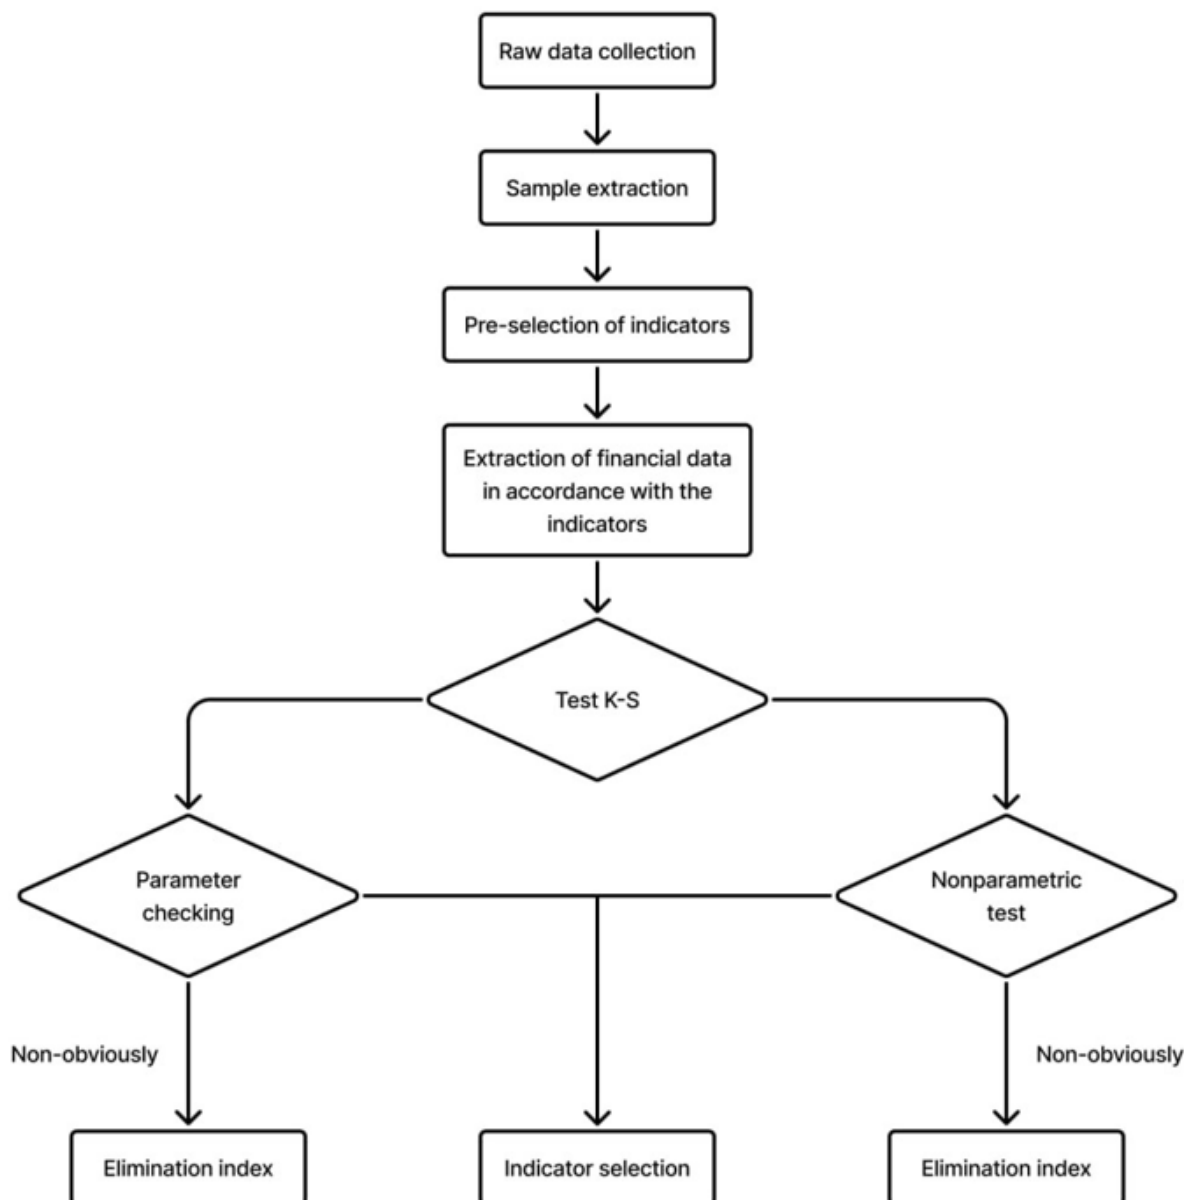 Raw data collection
Sample extraction
Pre-selection of indicators
Extraction of financial data
in accordance with the
indicators
Test K-S
Parameter
checking
Nonparametric
test
Non-obviously
Non-obviously
Elimination index
Indicator selection
Elimination index